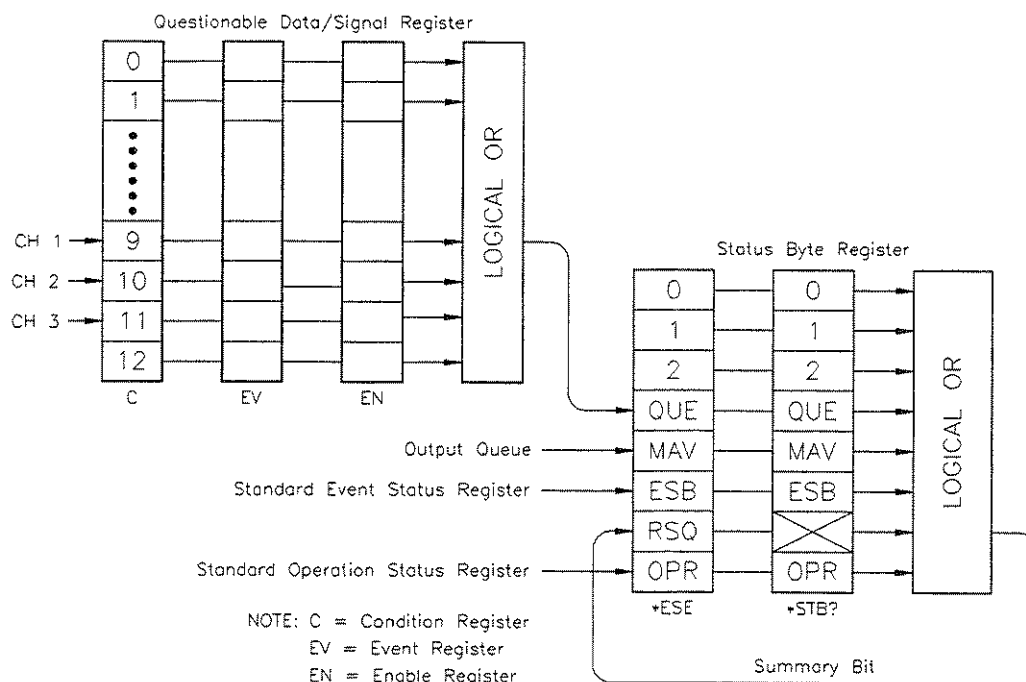 Questionable Data/Signal Register
0
1
CH 1
9
CH 2
10
CH 3
11
12
C
EV
EN
LOGICAL OR
Status Byte Register
0
0
1
1
2
2
QUE
QUE
Output Queue
MAV
MAV
Standard Event Status Register
ESB
ESB
RSQ
Standard Operation Status Register
OPR
OPR
*ESE
*STB?
LOGICAL OR
NOTE: C = Condition Register
EV = Event Register
EN = Enable Register
Summary Bit